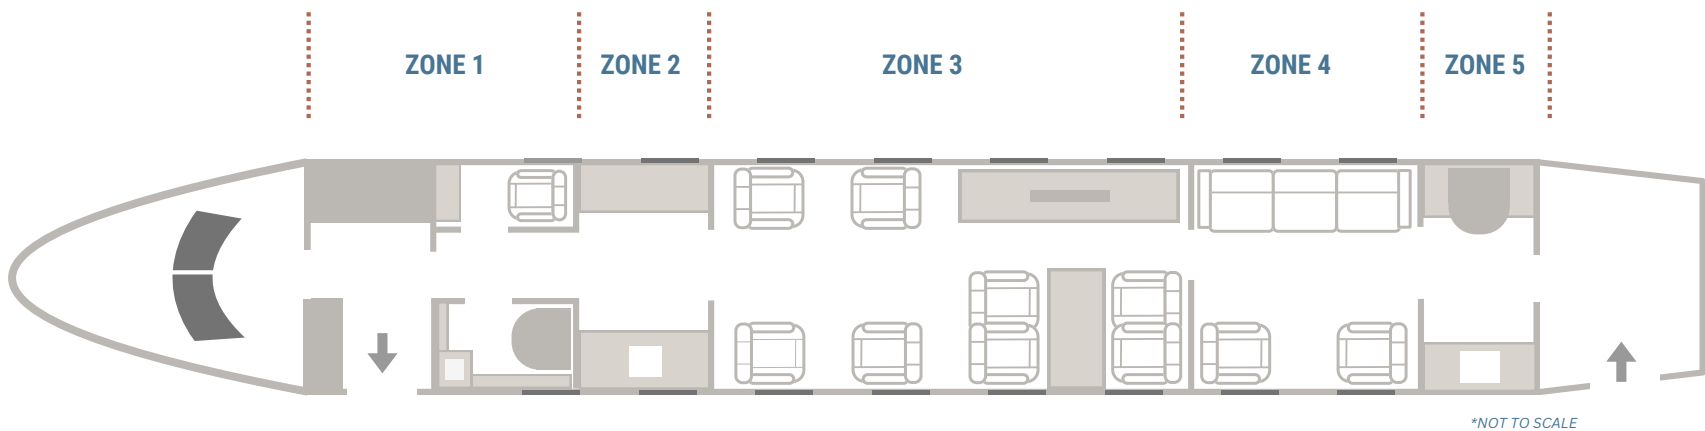 ZONE 1
ZONE 2
ZONE 3
ZONE 4
ZONE 5
*NOT TO SCALE